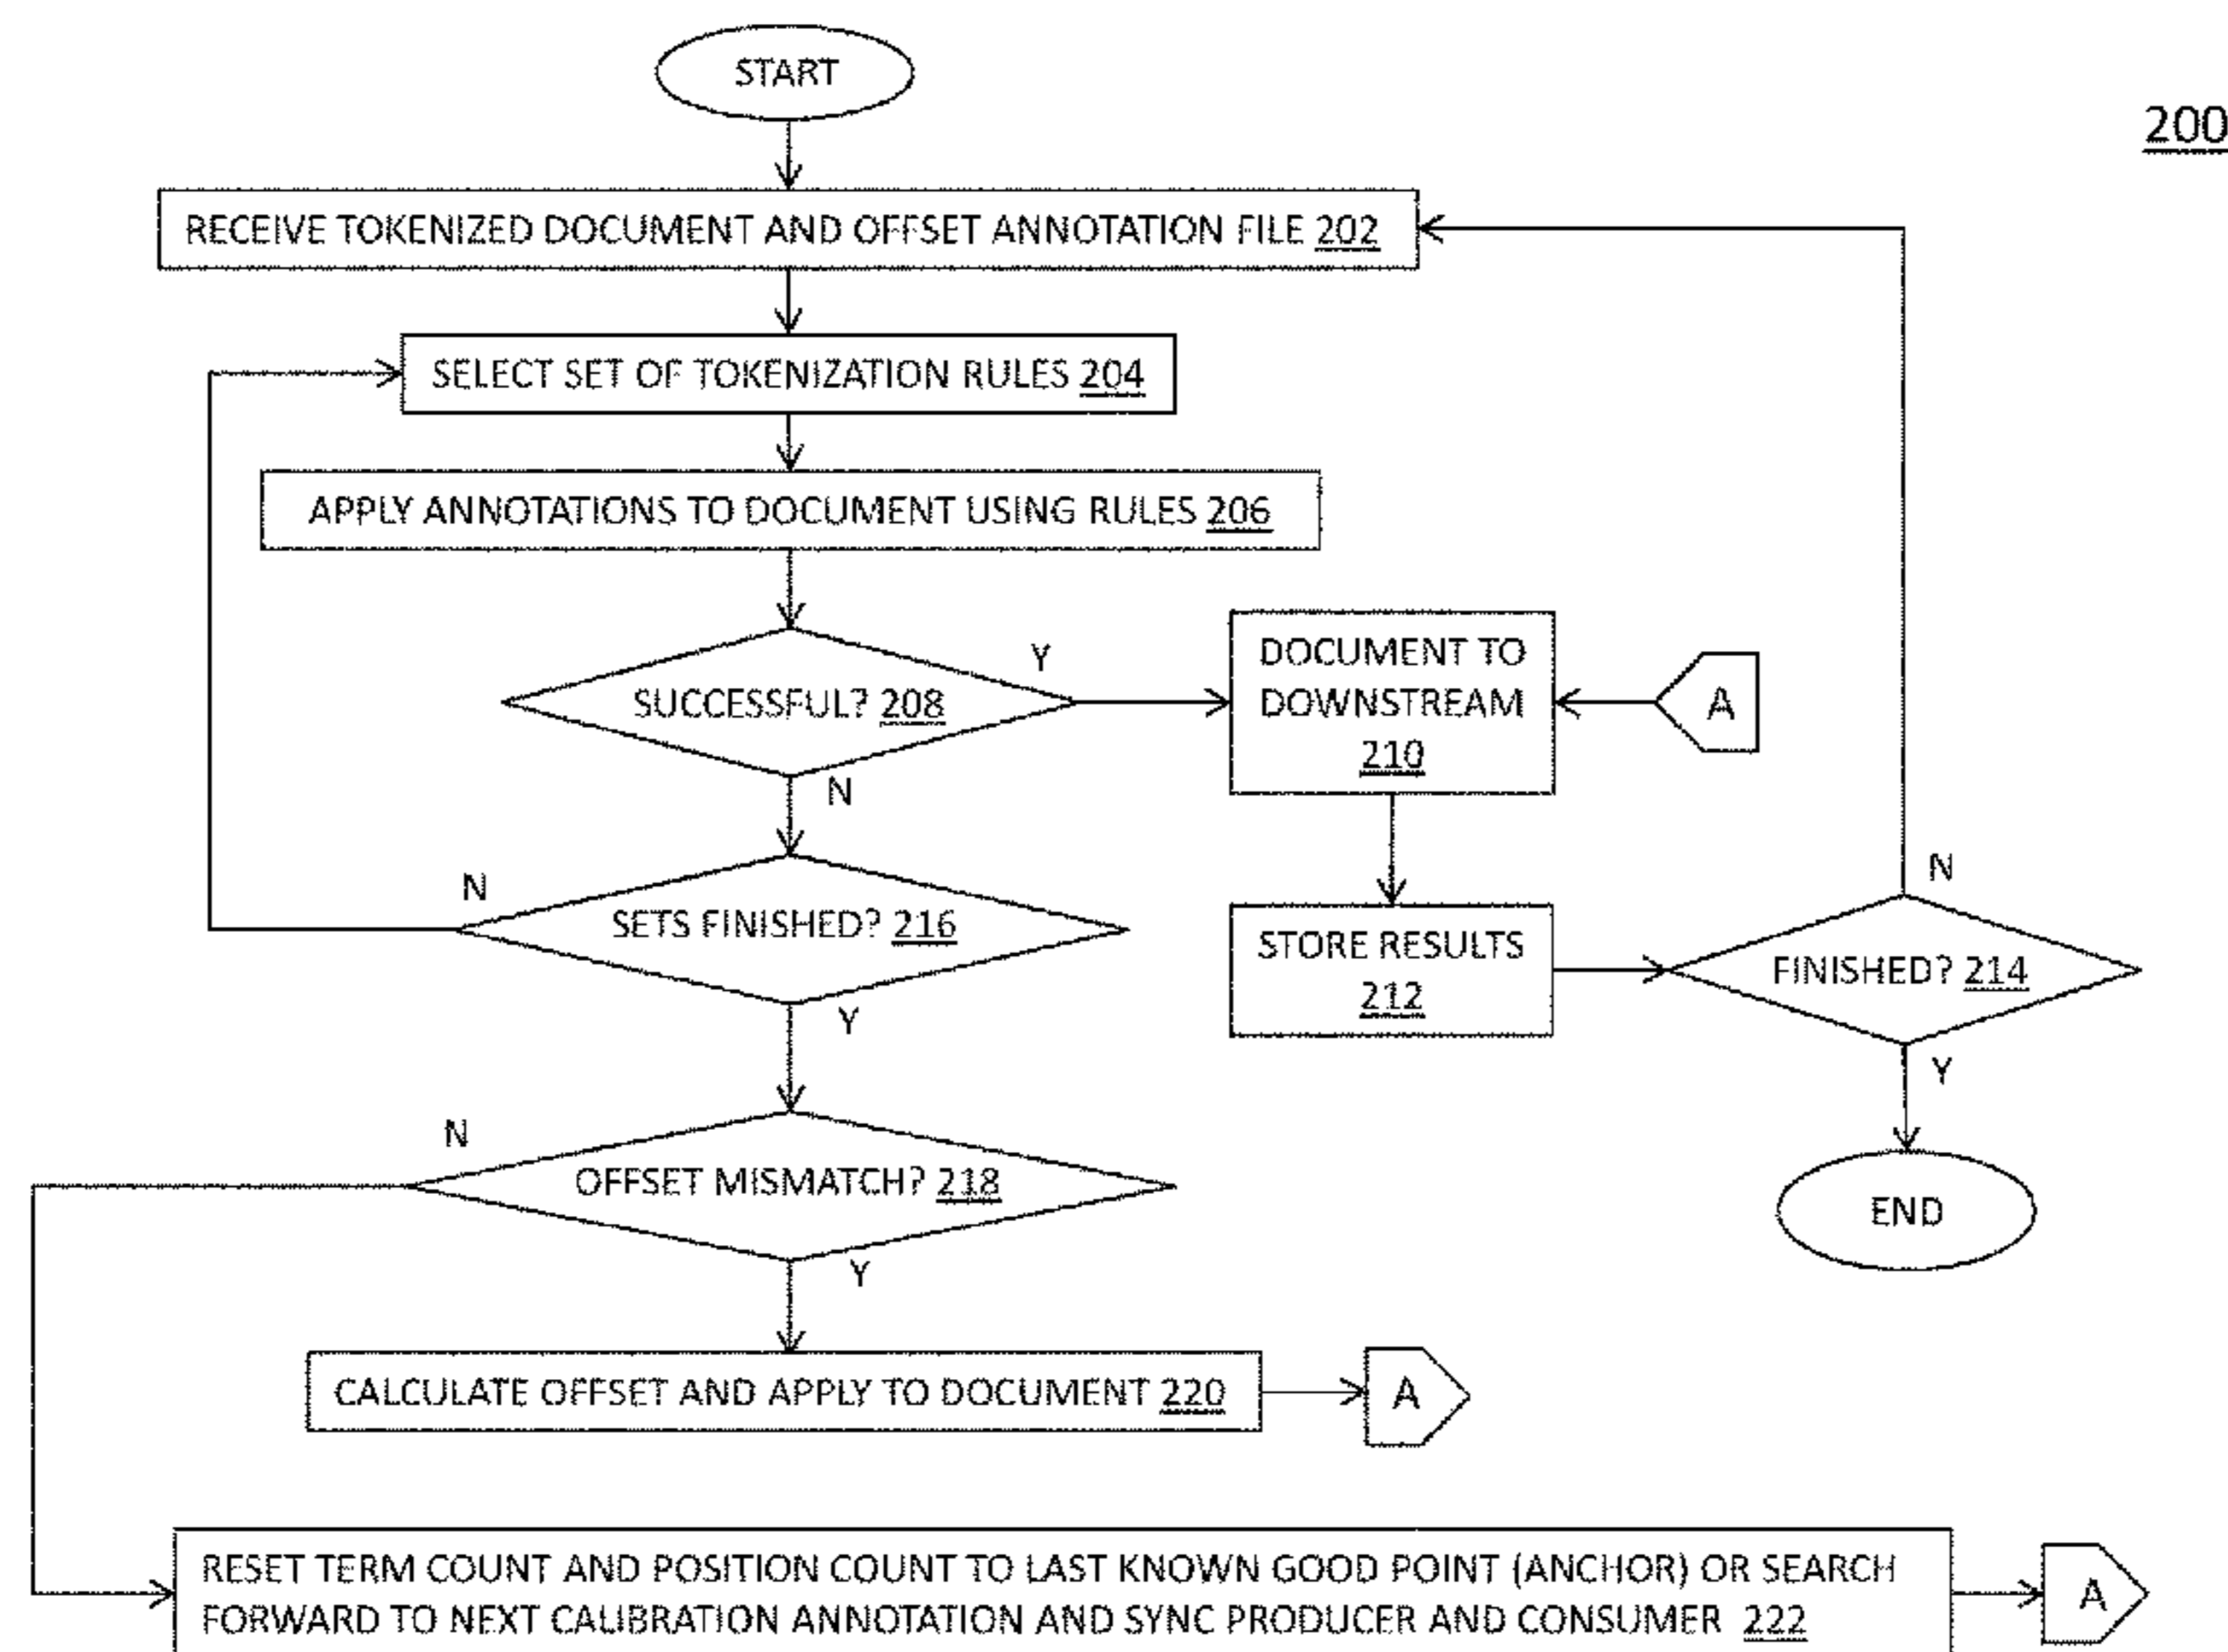 START
200
RECEIVE TOKENIZED DOCUMENT AND OFFSET ANNOTATION FILE 202
SELECT SET OF TOKENIZATION RULES 204
APPLY ANNOTATIONS TO DOCUMENT USING RULES 206
SUCCESSFUL? 208
Y
N
DOCUMENT TO
DOWNSTREAM
210
A
SETS FINISHED? 216
N
Y
STORE RESULTS
212
FINISHED? 214
N
Y
END
OFFSET MISMATCH? 218
N
Y
CALCULATE OFFSET AND APPLY TO DOCUMENT 220
A
RESET TERM COUNT AND POSITION COUNT TO LAST KNOWN GOOD POINT (ANCHOR) OR SEARCH
FORWARD TO NEXT CALIBRATION ANNOTATION AND SYNC PRODUCER AND CONSUMER 222
A